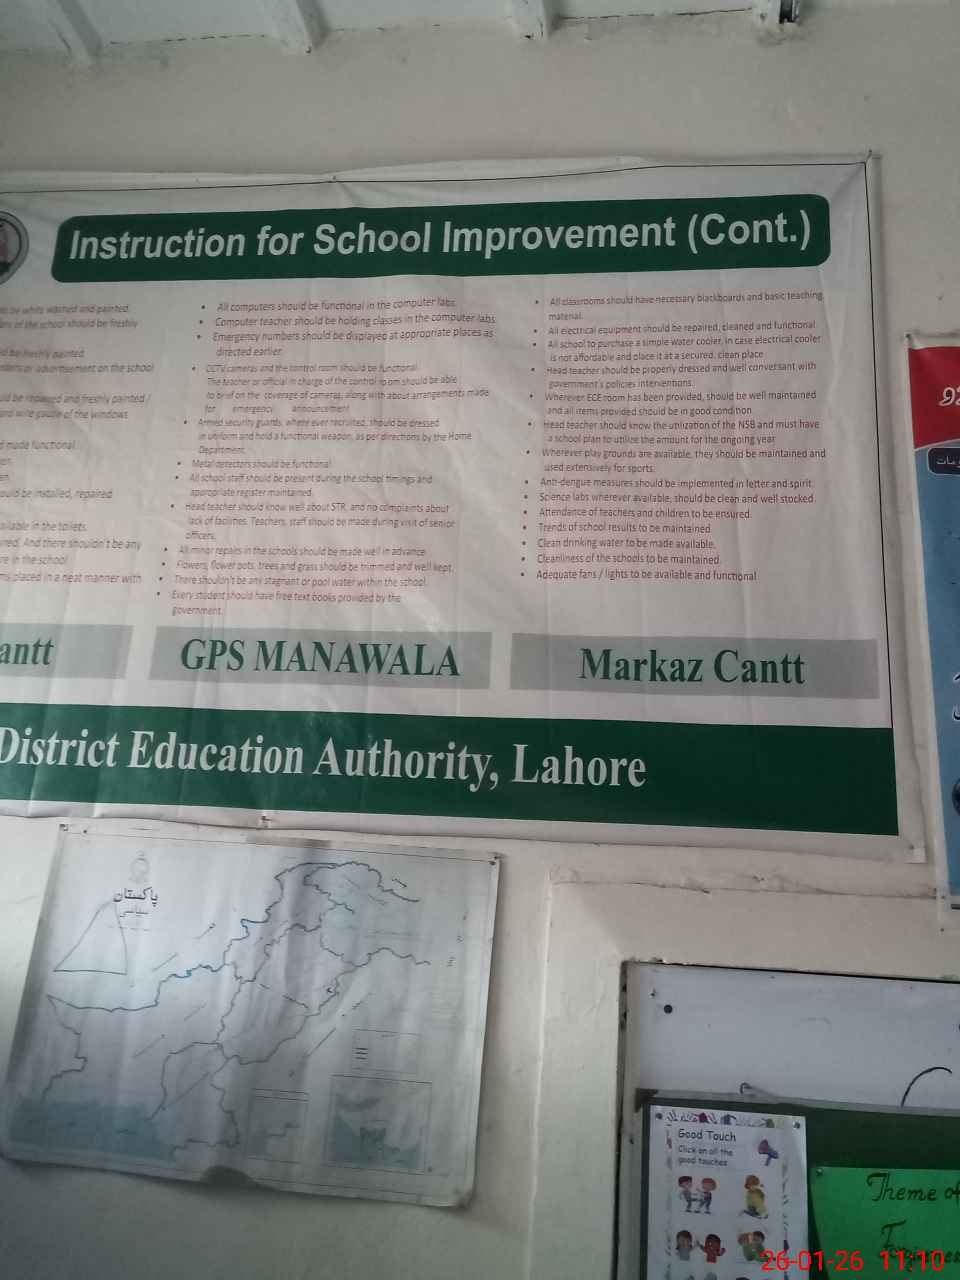 Instruction for School Improvement (Cont.)
be white washed and painted.
of the school should be freshly
be freshly painted.
or advertisement on the school
be repaired and freshly painted /
and wire gauze of the windows
made functional.
should be installed, repaired
available in the toilets.
And there shouldn't be any
in the school
placed in a neat manner with
• All computers should be functional in the computer labs.
• Computer teacher should be holding classes in the computer labs.
• Emergency numbers should be displayed at appropriate places as
directed earlier.
• CCTV cameras and the control room should be functional.
The teacher or official in charge of the control room should be able
to brief on the coverage of cameras, along with about arrangements made
for emergency announcement
• Armed security guards, where ever recruited, should be dressed
in uniform and hold a functional weapon, as per directions by the Home
Department.
• Metal detectors should be functional.
• All school staff should be present during the school timings and
appropriate register maintained.
• Head teacher should know well about STR, and no complaints about
lack of facilities. Teachers, staff should be made during visit of senior
officers.
• All minor repairs in the schools should be made well in advance.
• Flowers, flower pots, trees and grass should be trimmed and well kept.
• There shouldn't be any stagnant or pool water within the school.
• Every student should have free text books provided by the
government.
• All classrooms should have necessary blackboards and basic teaching
material.
• All electrical equipment should be repaired, cleaned and functional.
• All school to purchase a simple water cooler, in case electrical cooler
is not affordable and place it at a secured, clean place
• Head teacher should be properly dressed and well conversant with
government's policies interventions.
• Wherever ECE room has been provided, should be well maintained
and all items provided should be in good condition.
• Head teacher should know the utilization of the NSB and must have
a school plan to utilize the amount for the ongoing year
• Wherever play grounds are available, they should be maintained and
used extensively for sports.
• Anti-dengue measures should be implemented in letter and spirit.
• Science labs wherever available, should be clean and well stocked.
• Attendance of teachers and children to be ensured.
• Trends of school results to be maintained.
• Clean drinking water to be made available.
• Cleanliness of the schools to be maintained.
• Adequate fans / lights to be available and functional
antt
GPS MANAWALA
Markaz Cantt
District Education Authority, Lahore
پاکستان
سیاسی
Good Touch
Click on all the
good touches
Theme of
26-01-26 11:10